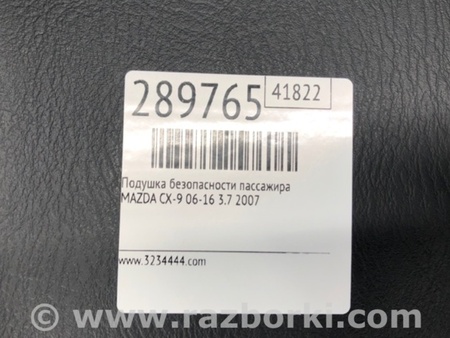 289765
41822
Подушка безопасности пассажира
MAZDA CX-9 06-16 3.7 2007
www.3234444.com
© www.razborki.com